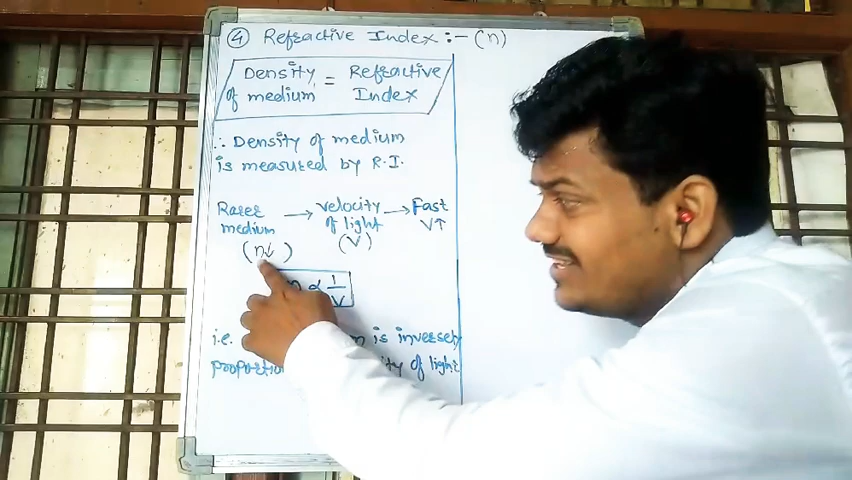 ④ Refractive Index :- (n)
Density of medium = Refractive Index
∴ Density of medium
is measured by R.I.
Rarer medium → velocity of light → Fast
(n↓) (V) V↑
∝ 1/V
i.e. is inversely
of light